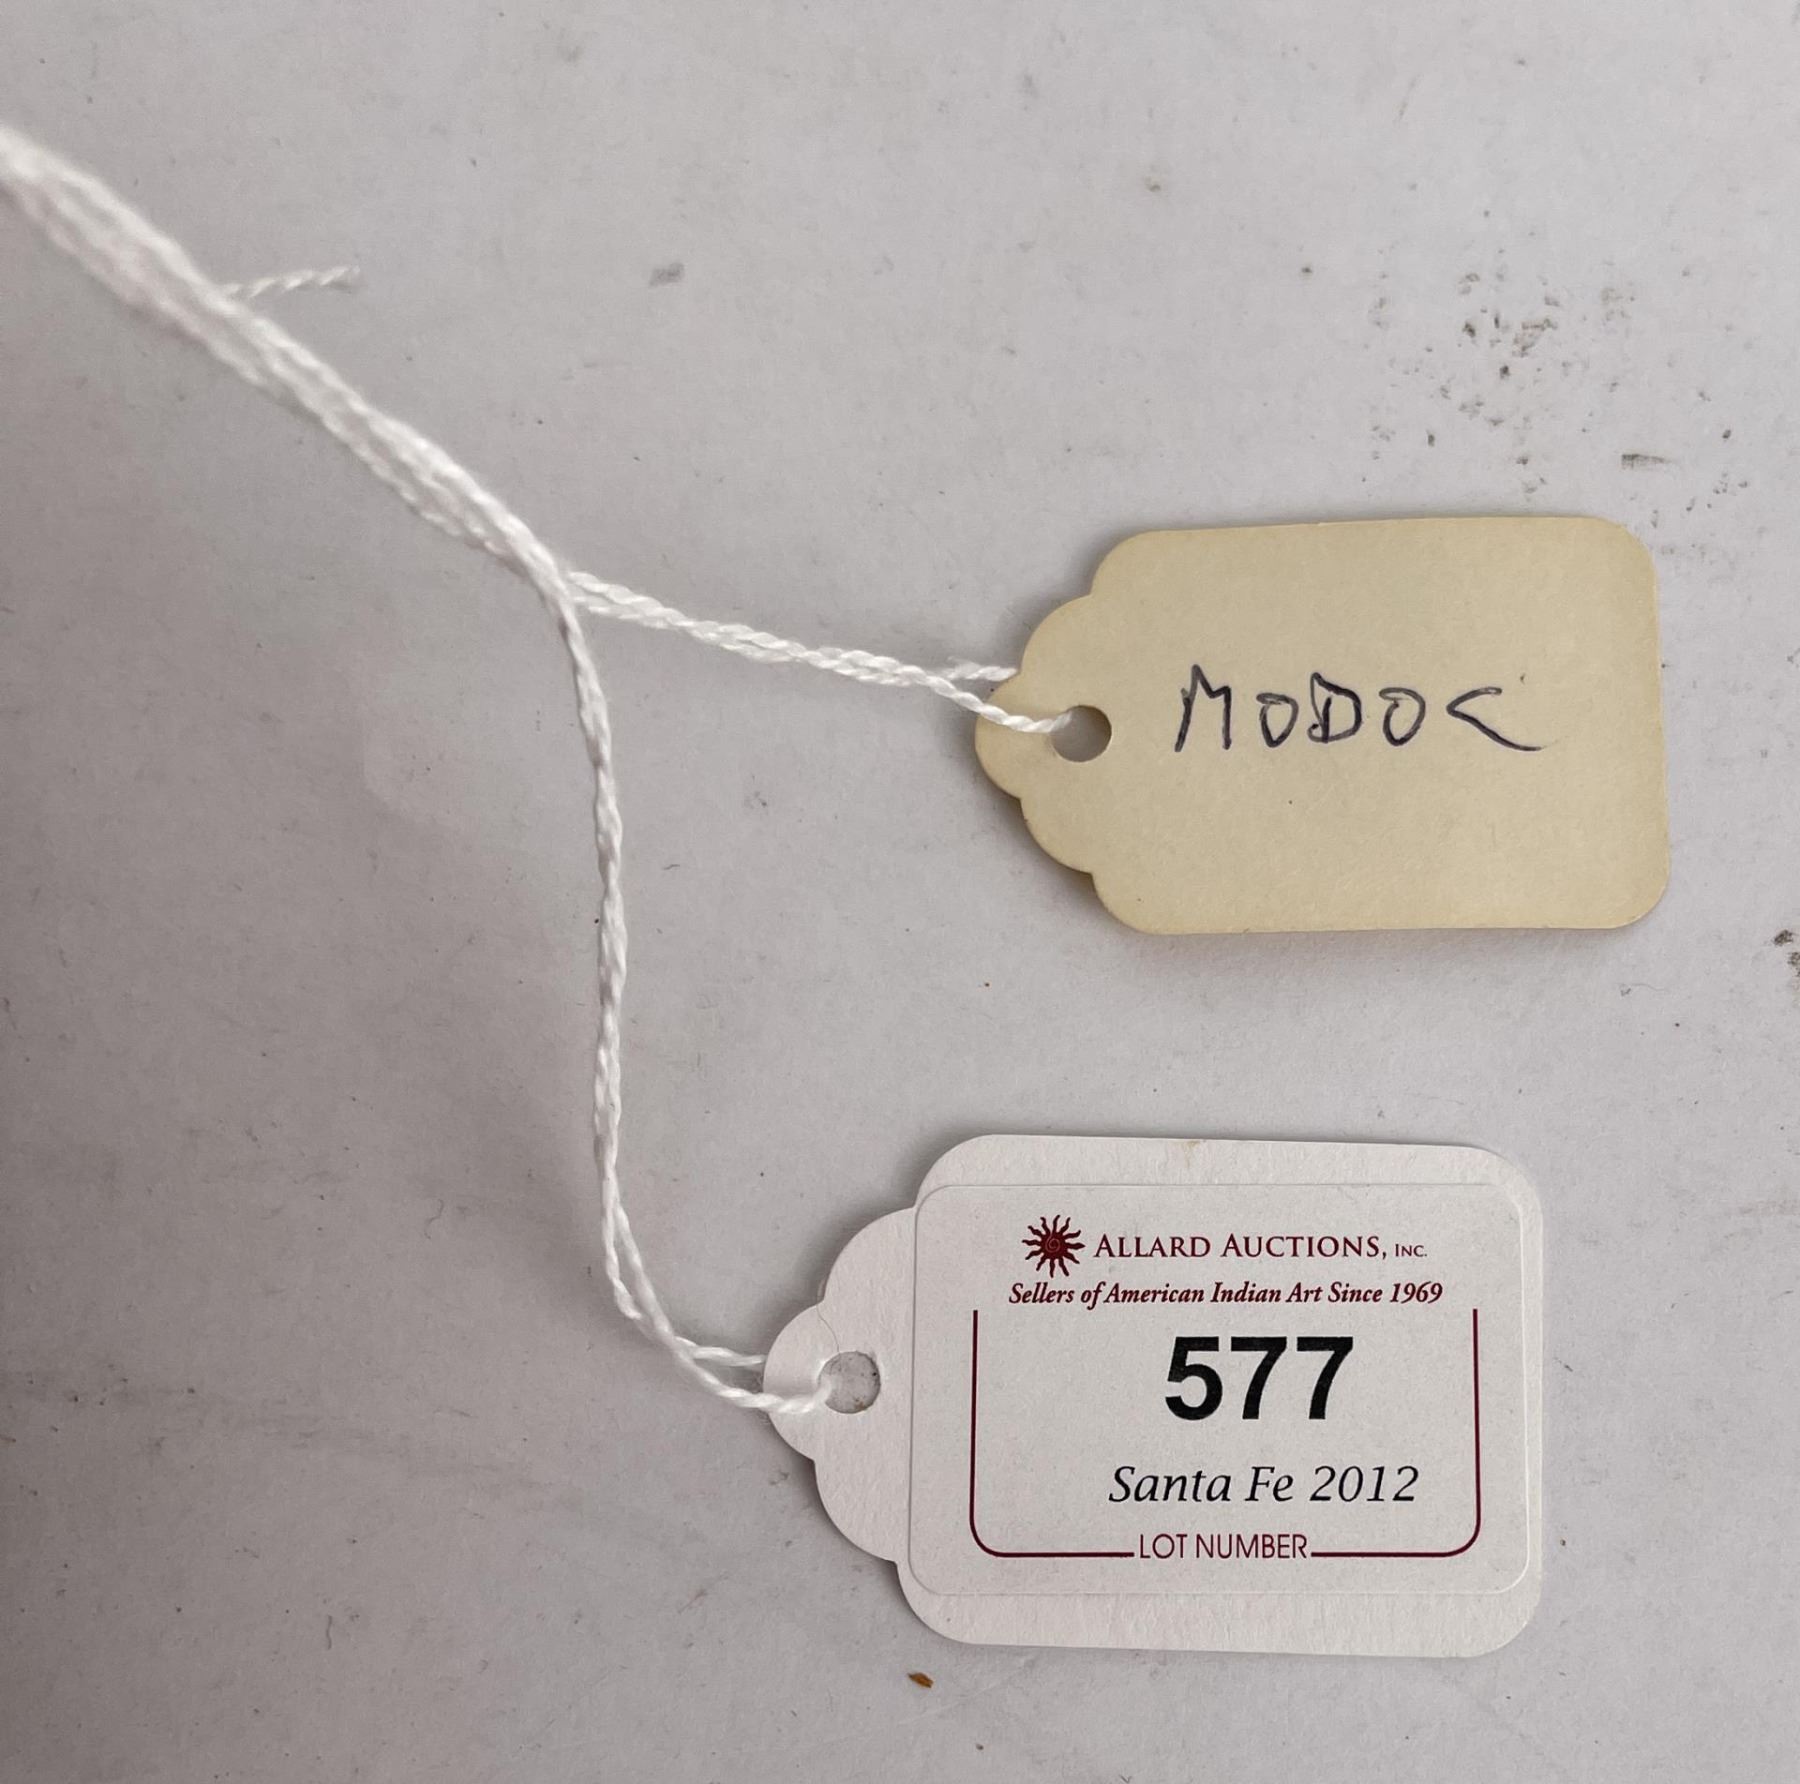 MODOC
ALLARD AUCTIONS, INC.
Sellers of American Indian Art Since 1969
577
Santa Fe 2012
LOT NUMBER